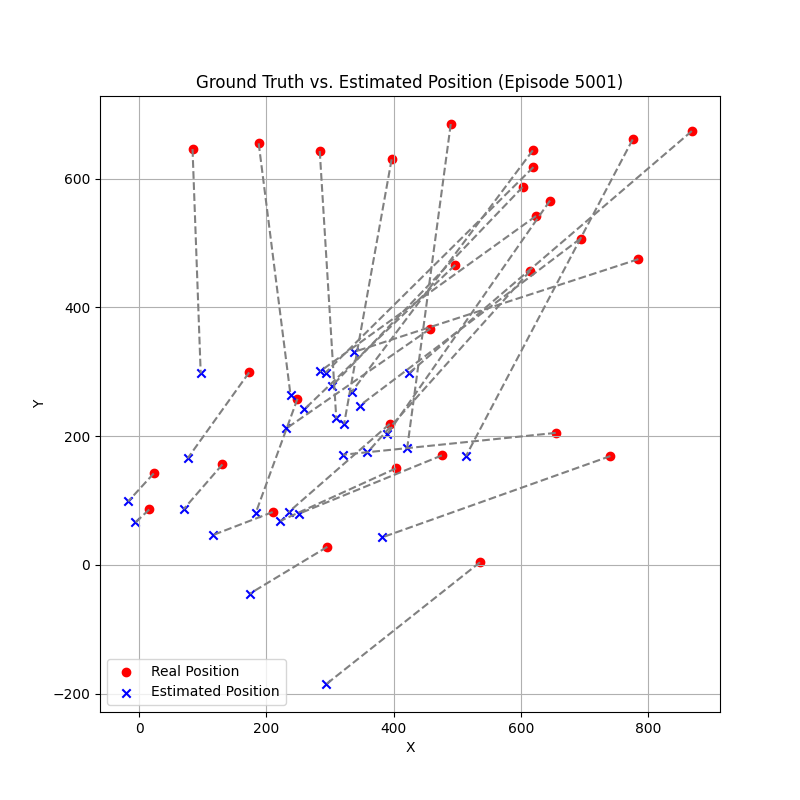 Ground Truth vs. Estimated Position (Episode 5001)
600
400
200
0
−200
Y
Real Position
Estimated Position
0 200 400 600 800
X